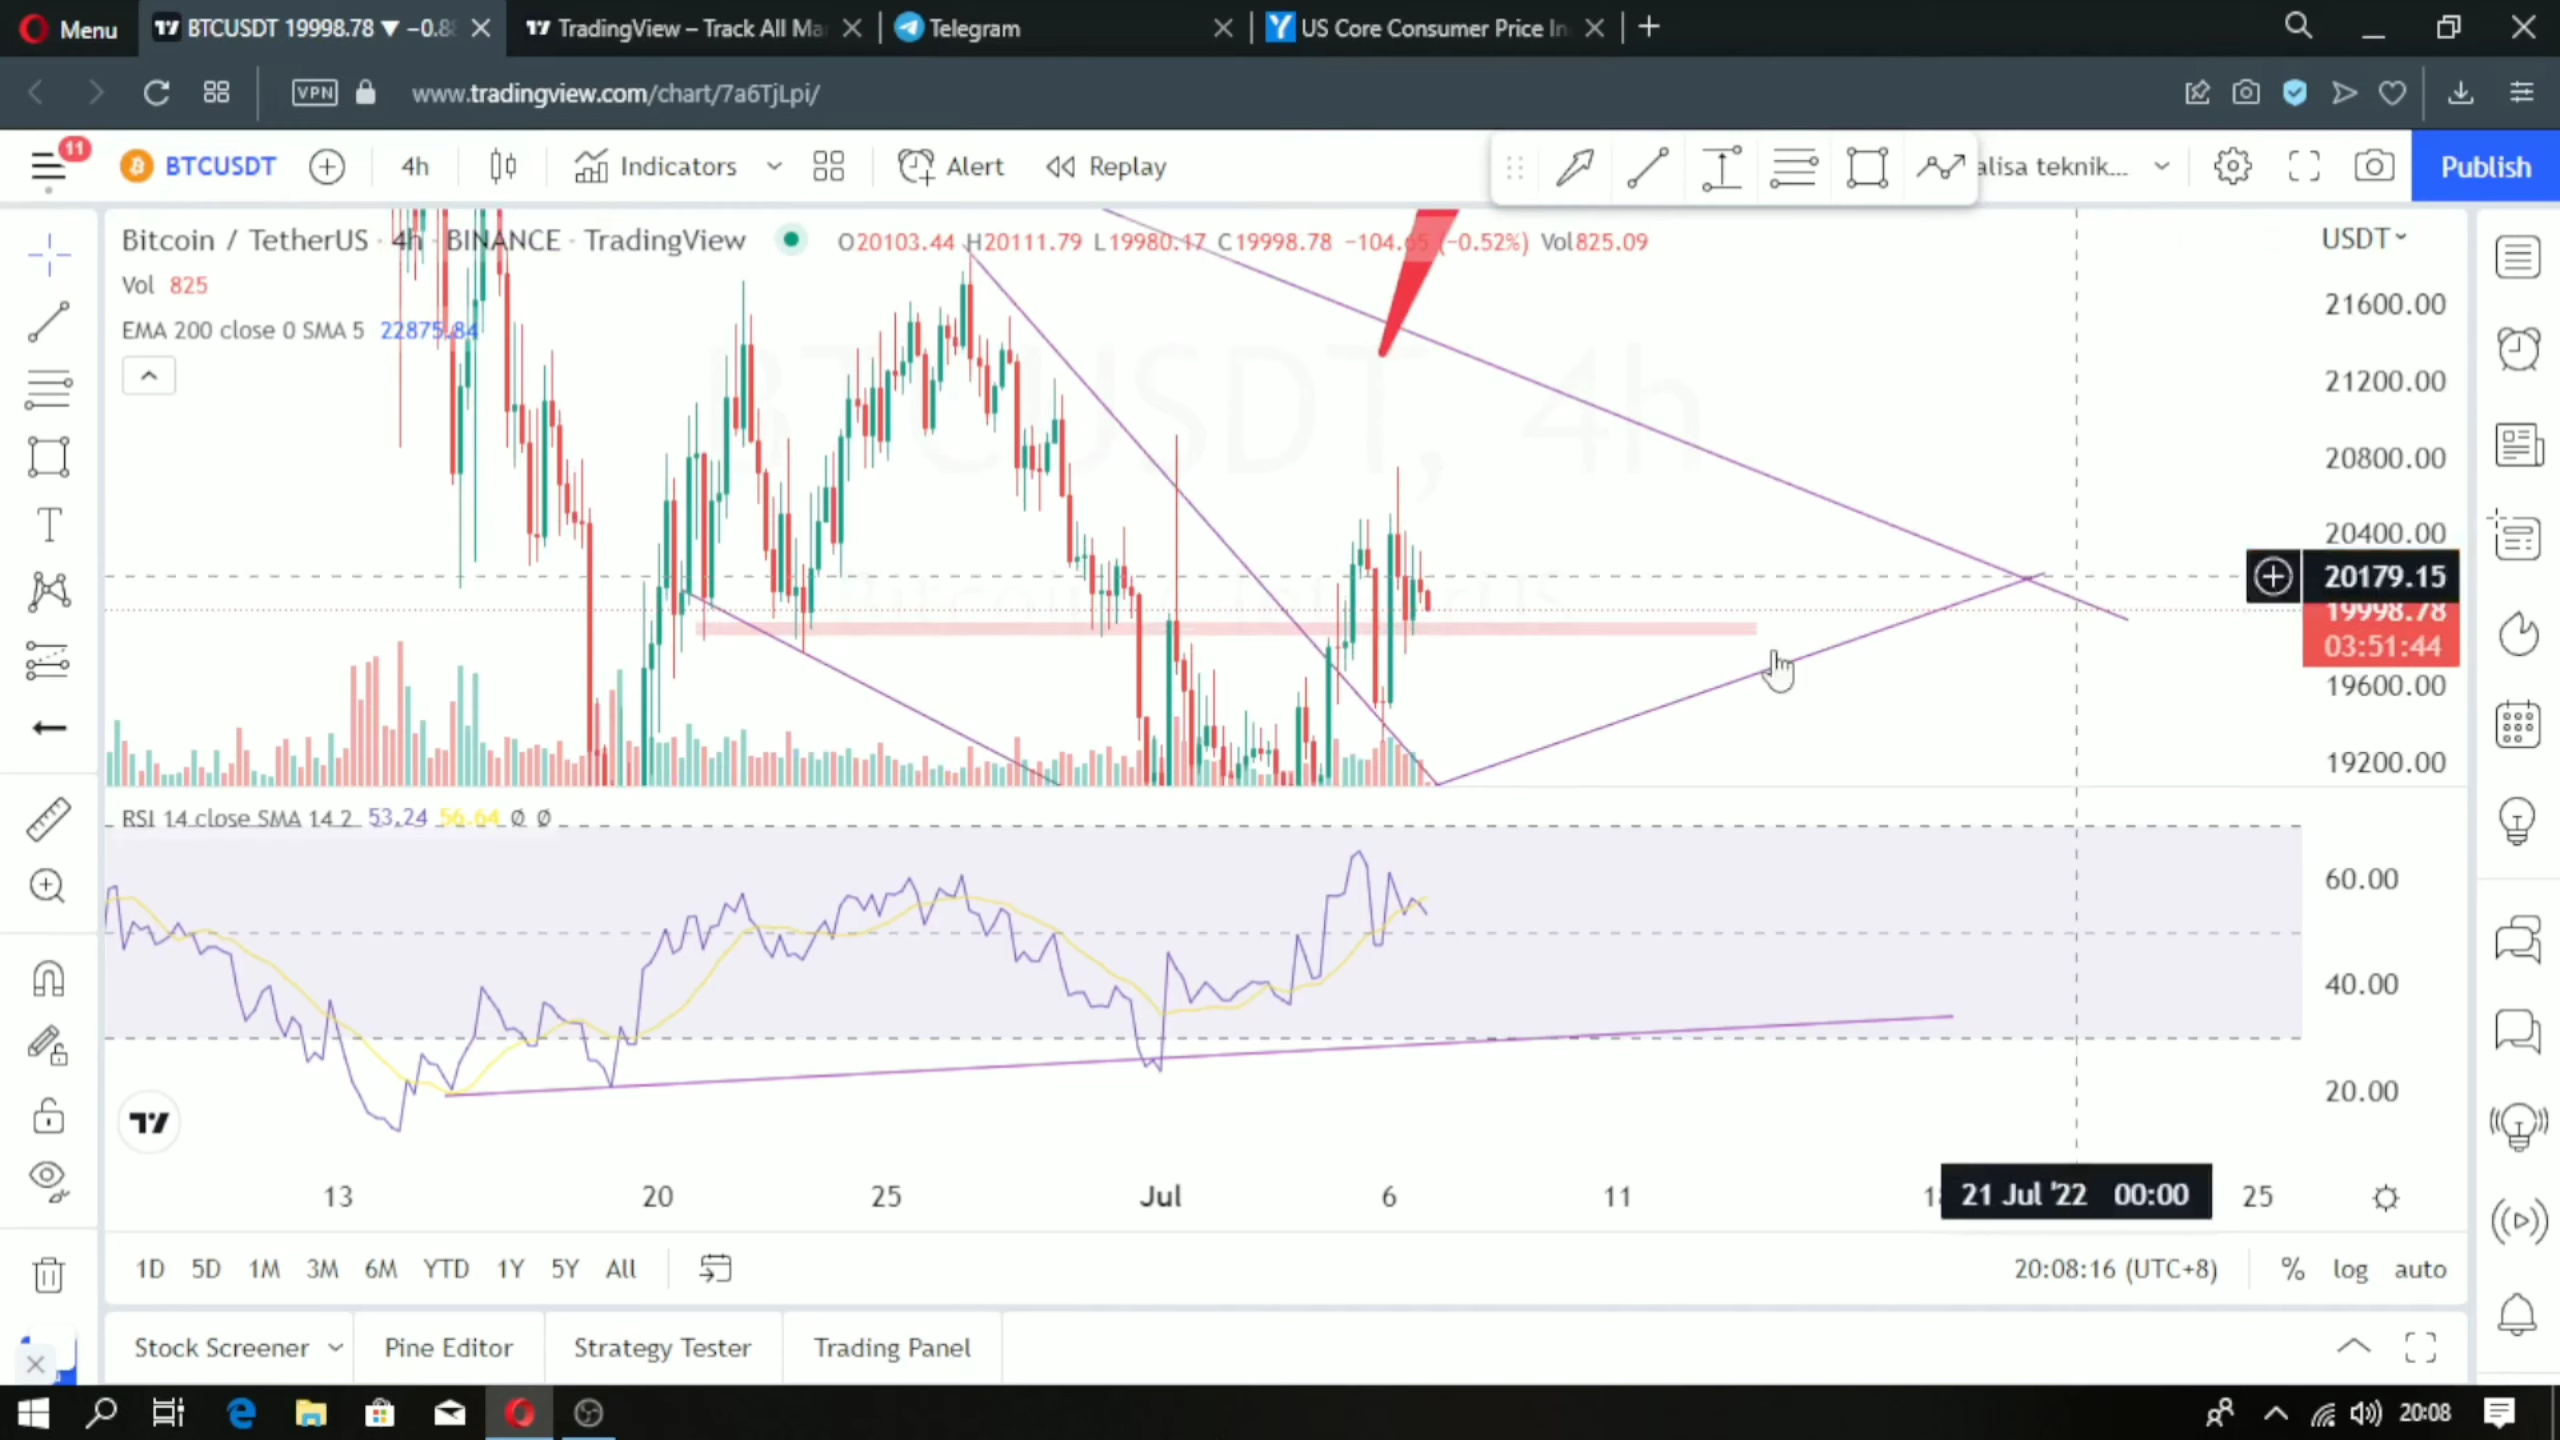 Menu
BTCUSDT 19998.78 ▼ −0.8
TradingView – Track All Ma
Telegram
US Core Consumer Price In
VPN
www.tradingview.com/chart/7a6TjLpi/
11
BTCUSDT
4h
Indicators
Alert
Replay
alisa teknik...
Publish
Bitcoin / TetherUS · 4h · BINANCE · TradingView
O20103.44 H20111.79 L19980.17 C19998.78 −104.65 (−0.52%) Vol825.09
USDT
Vol 825
EMA 200 close 0 SMA 5 22875.84
BTCUSDT, 4h
21600.00
21200.00
20800.00
20400.00
20179.15
19998.78
03:51:44
19600.00
19200.00
RSI 14 close SMA 14 2 53.24 56.64 Ø Ø
60.00
40.00
20.00
13
20
25
Jul
6
11
21 Jul '22 00:00
25
1D 5D 1M 3M 6M YTD 1Y 5Y All
20:08:16 (UTC+8)
% log auto
Stock Screener
Pine Editor
Strategy Tester
Trading Panel
20:08